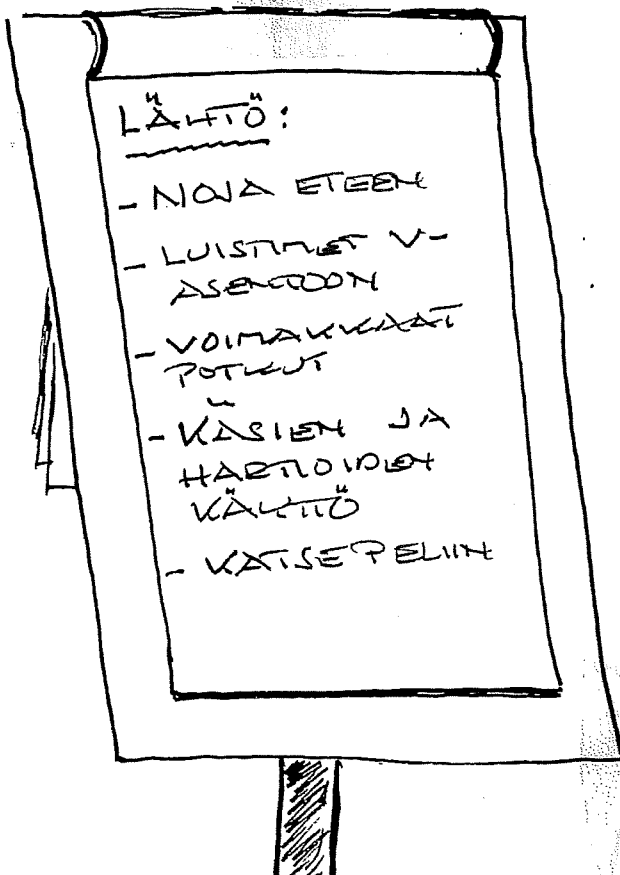 LÄHTÖ:
- NOJA ETEEN
- LUISTIMET V-
ASENTOON
- VOIMAKKAAT
POTKUT
- KÄSIEN JA
HARTIOIDEN
KÄYTTÖ
- KATSE PELIIN